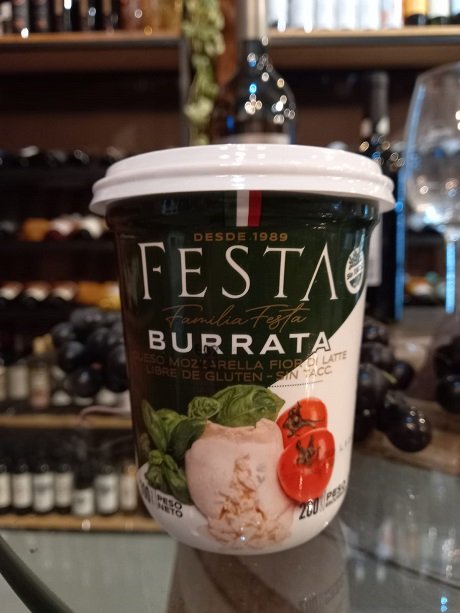 DESDE 1989
FESTA
Familia Festa
BURRATA
QUESO MOZZARELLA FIOR DI LATTE
LIBRE DE GLUTEN - SIN TACC.
PESO
NETO
200
PESO